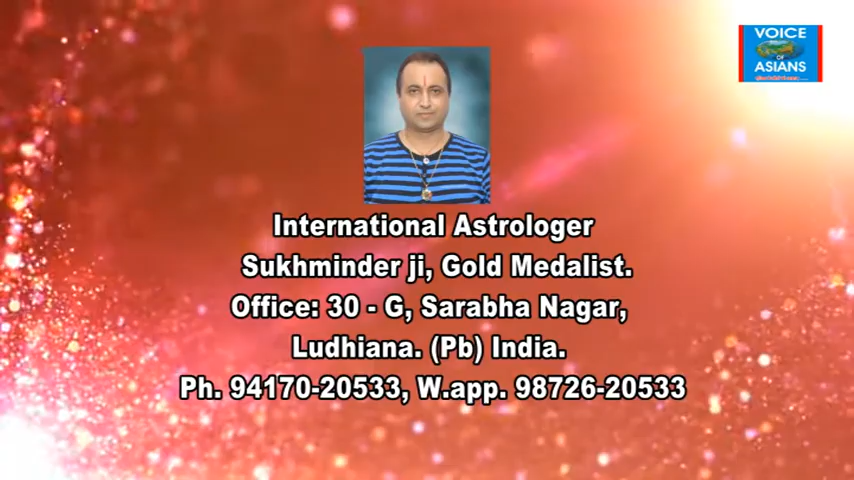 VOICE
OF
ASIANS
International Astrologer
Sukhminder ji, Gold Medalist.
Office: 30 - G, Sarabha Nagar,
Ludhiana. (Pb) India.
Ph. 94170-20533, W.app. 98726-20533